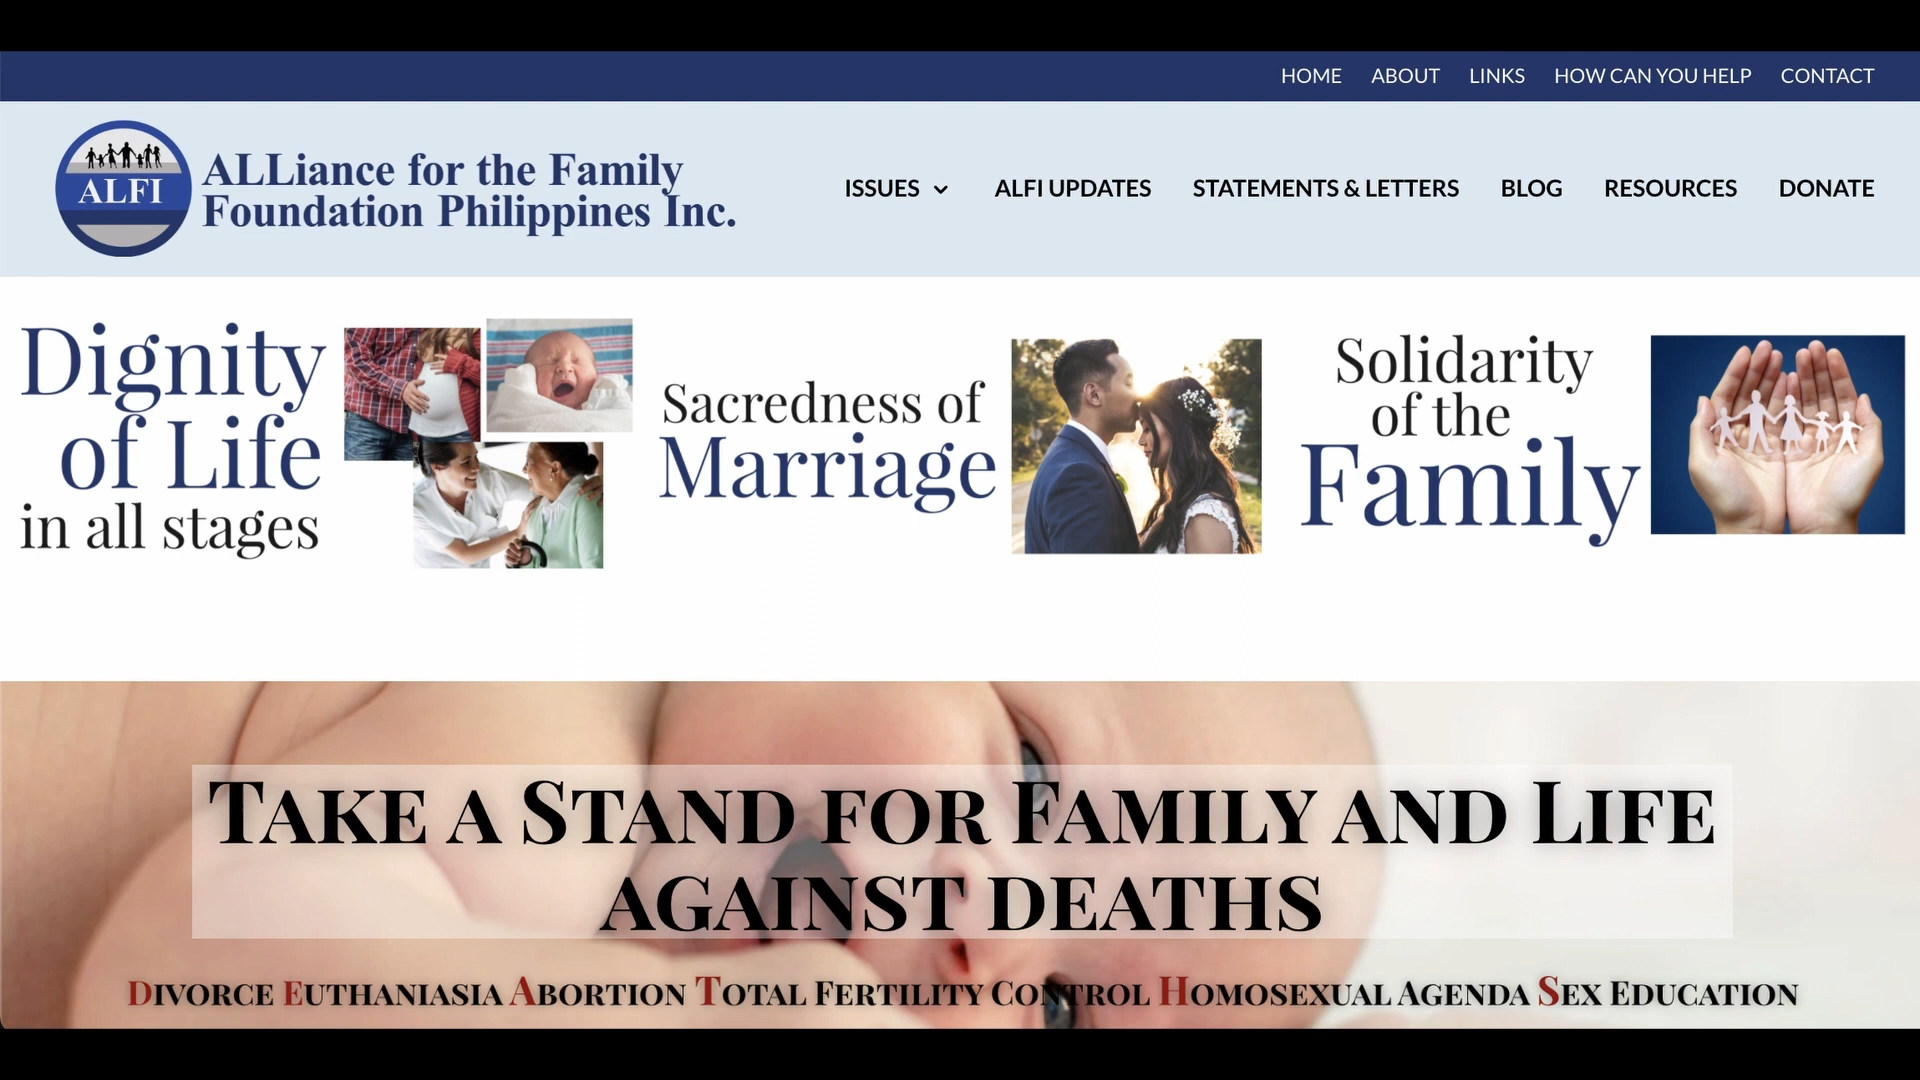 HOME ABOUT LINKS HOW CAN YOU HELP CONTACT
ALFI
ALLiance for the Family
Foundation Philippines Inc.
ISSUES ALFI UPDATES STATEMENTS & LETTERS BLOG RESOURCES DONATE
Dignity
of Life
in all stages
Sacredness of
Marriage
Solidarity
of the
Family
TAKE A STAND FOR FAMILY AND LIFE
AGAINST DEATHS
DIVORCE EUTHANIASIA ABORTION TOTAL FERTILITY CONTROL HOMOSEXUAL AGENDA SEX EDUCATION